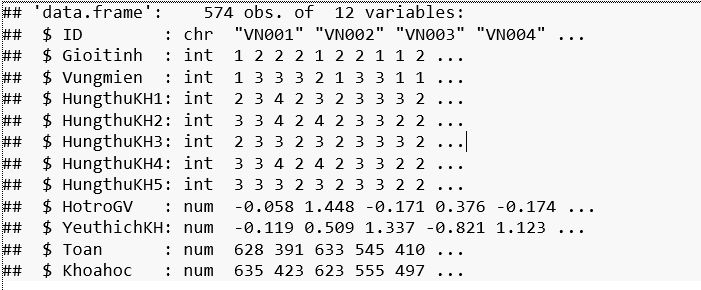 ## 'data.frame':    574 obs. of  12 variables:
##  $ ID         : chr  "VN001" "VN002" "VN003" "VN004" ...
##  $ Gioitinh   : int  1 2 2 2 1 2 2 1 1 2 ...
##  $ Vungmien   : int  1 3 3 3 2 1 3 3 1 1 ...
##  $ HungthuKH1: int  2 3 4 2 3 2 3 3 3 2 ...
##  $ HungthuKH2: int  3 3 4 2 4 2 3 3 2 2 ...
##  $ HungthuKH3: int  2 3 3 2 3 2 3 3 3 2 ...
##  $ HungthuKH4: int  3 3 4 2 4 2 3 3 2 2 ...
##  $ HungthuKH5: int  3 3 3 2 3 2 3 3 2 2 ...
##  $ HotroGV    : num  -0.058 1.448 -0.171 0.376 -0.174 ...
##  $ YeuthichKH: num  -0.119 0.509 1.337 -0.821 1.123 ...
##  $ Toan       : num  628 391 633 545 410 ...
##  $ Khoahoc    : num  635 423 623 555 497 ...